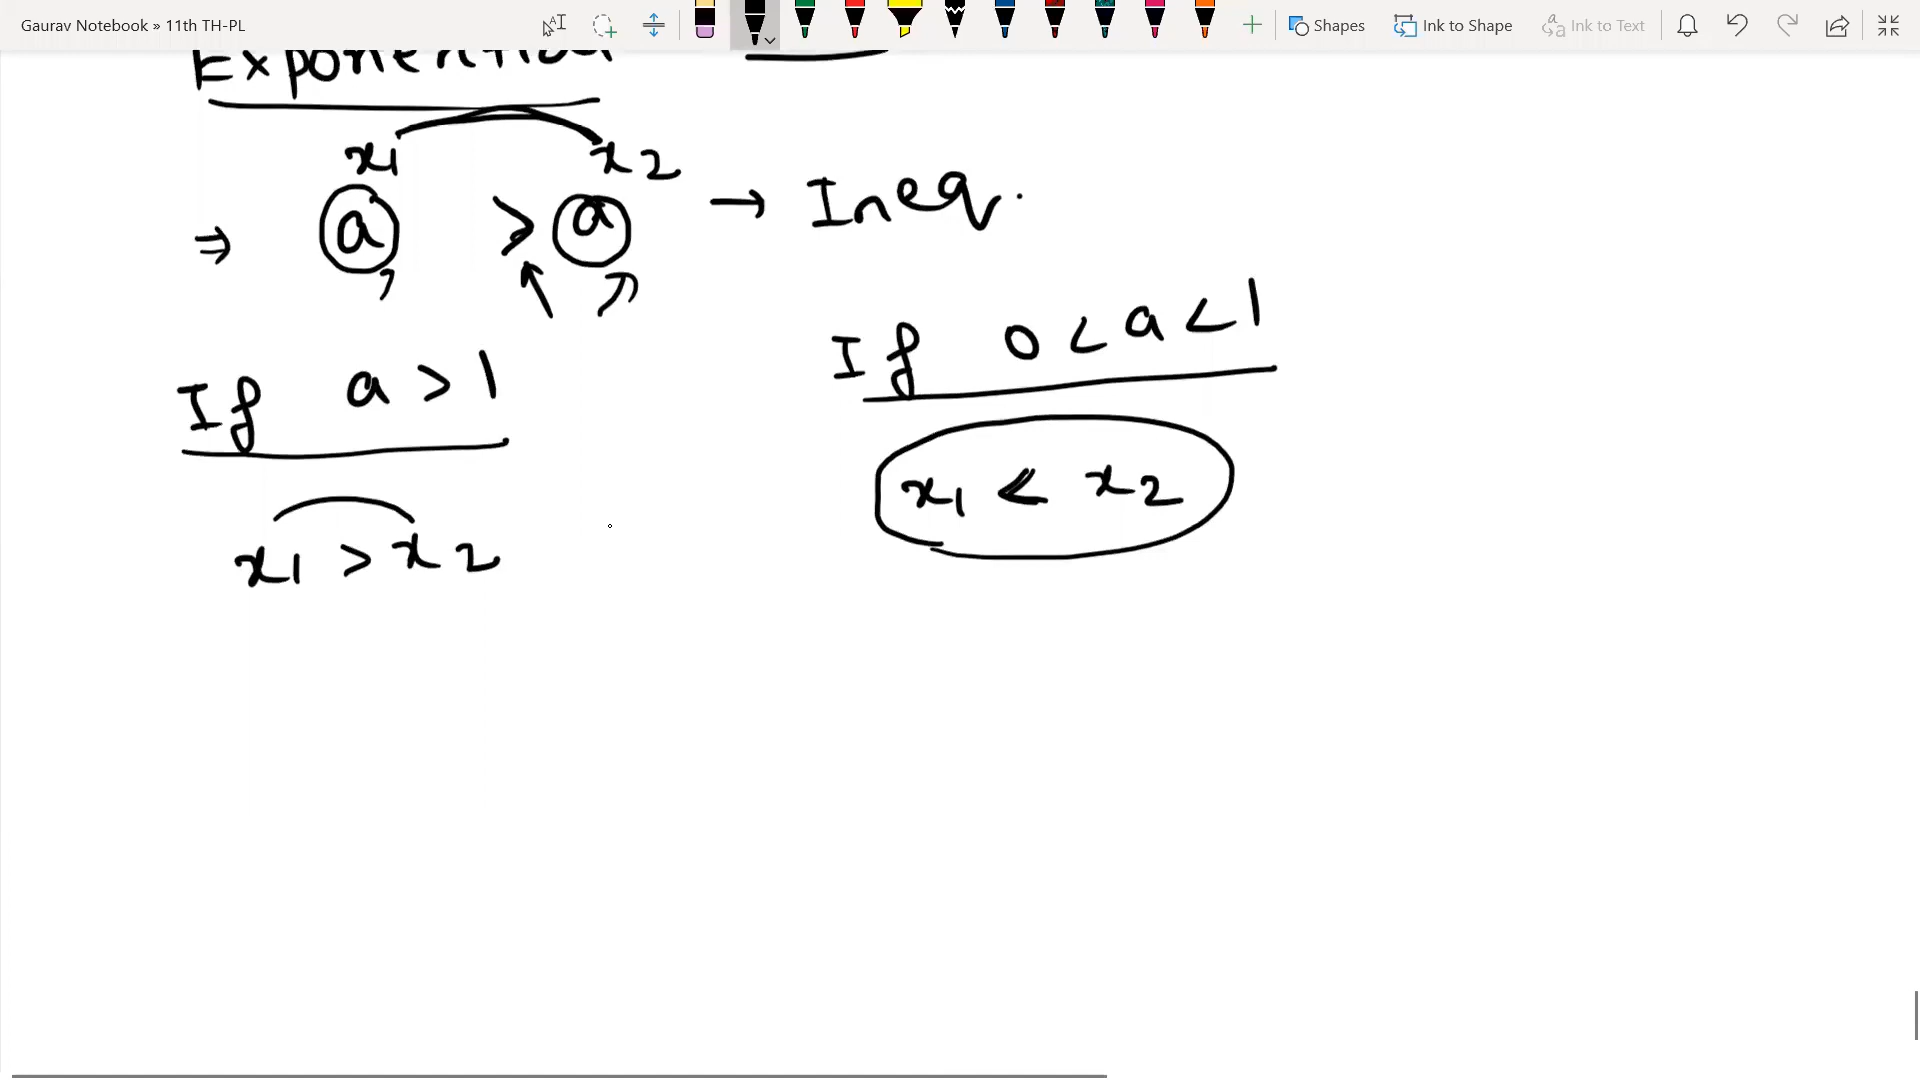 Gaurav Notebook » 11th TH-PL
Shapes
Ink to Shape
Ink to Text
Exponential
⇒ a^x1 > a^x2 → Ineq.
If a > 1
If 0 < a < 1
x1 < x2
x1 > x2